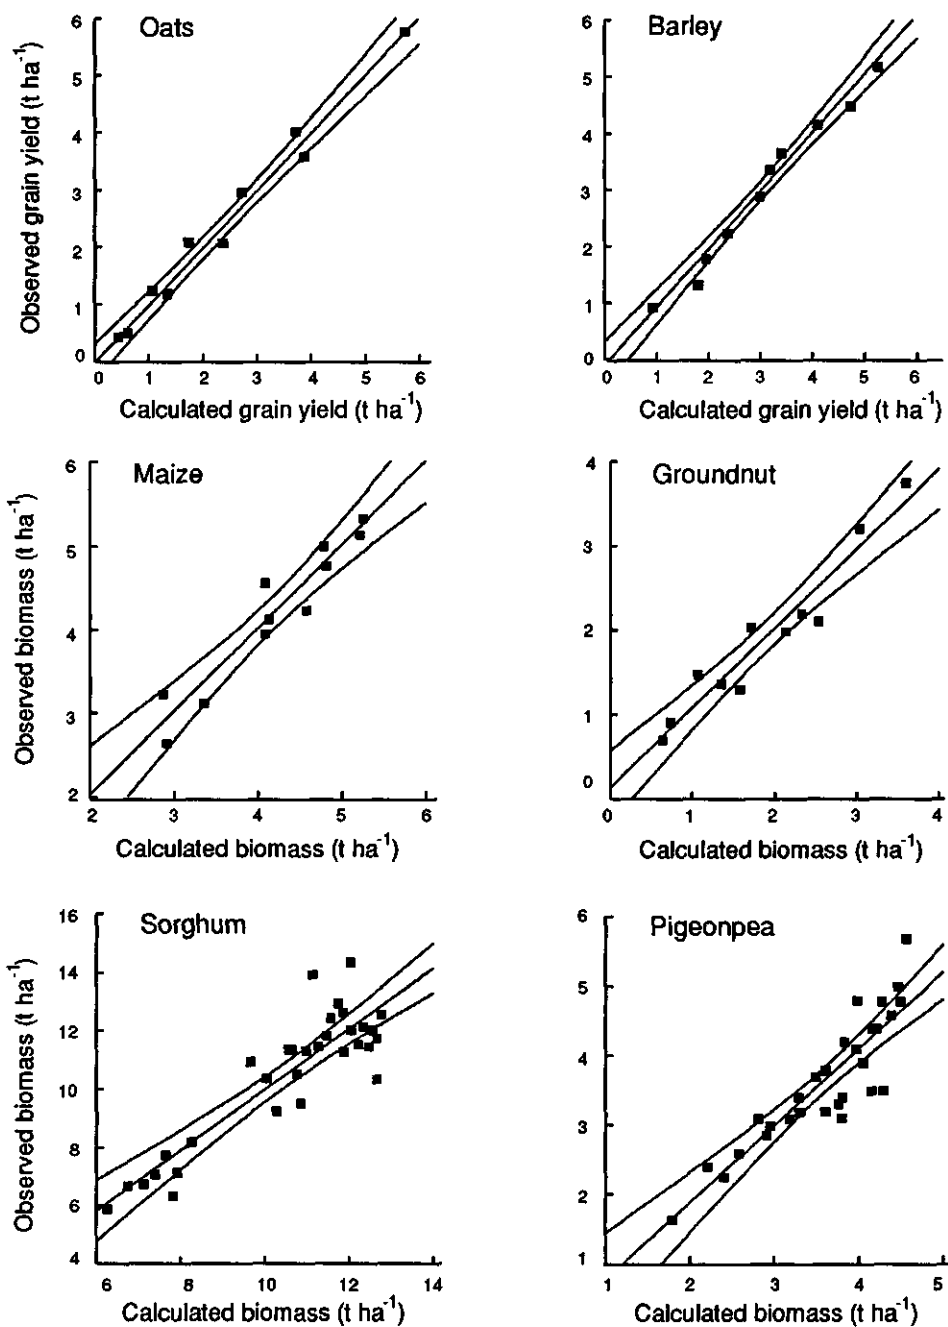 Oats
Observed grain yield (t ha⁻¹)
6
5
4
3
2
1
0
0 1 2 3 4 5 6
Calculated grain yield (t ha⁻¹)
Barley
6
5
4
3
2
1
0
0 1 2 3 4 5 6
Calculated grain yield (t ha⁻¹)
Maize
Observed biomass (t ha⁻¹)
6
5
4
3
2
2 3 4 5 6
Calculated biomass (t ha⁻¹)
Groundnut
4
3
2
1
0
0 1 2 3 4
Calculated biomass (t ha⁻¹)
Sorghum
Observed biomass (t ha⁻¹)
16
14
12
10
8
6
4
6 8 10 12 14
Calculated biomass (t ha⁻¹)
Pigeonpea
6
5
4
3
2
1
1 2 3 4 5
Calculated biomass (t ha⁻¹)